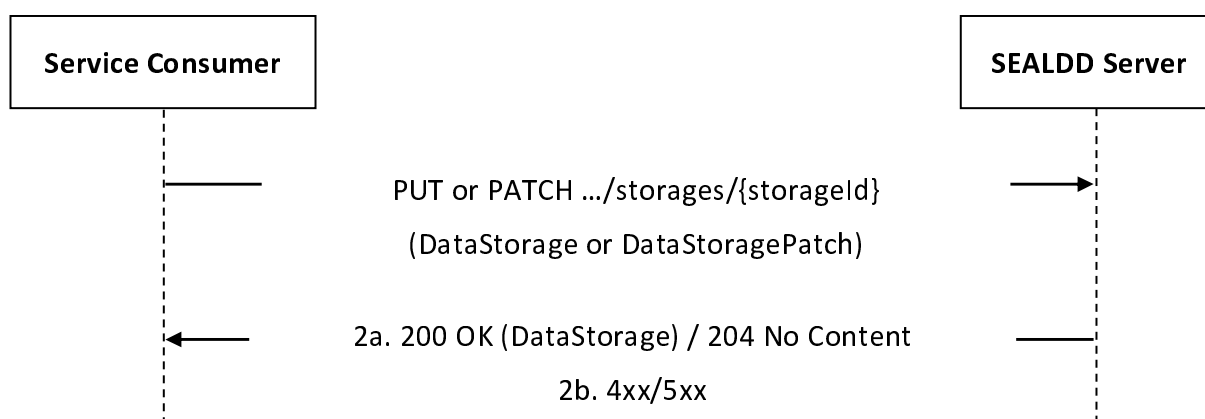 Service Consumer
SEALDD Server
PUT or PATCH …/storages/{storageId}
(DataStorage or DataStoragePatch)
2a. 200 OK (DataStorage) / 204 No Content
2b. 4xx/5xx